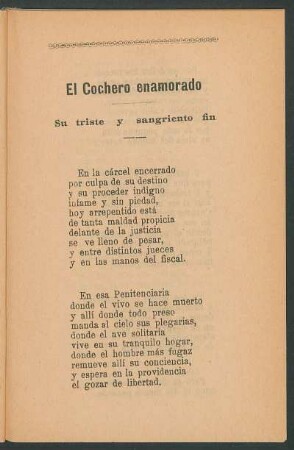 El Cochero enamorado
Su triste y sangriento fin
En la cárcel encerrado
por culpa de su destino
y su proceder indigno
infame y sin piedad,
hoy arrepentido está
de tanta maldad propicia
delante de la justicia
se ve lleno de pesar,
y entre distintos jueces
y en las manos del fiscal.
En esa Penitenciaria
donde el vivo se hace muerto
y allí donde todo preso
manda al cielo sus plegarias,
donde el ave solitaria
vive en su tranquilo hogar,
donde el hombre más fugaz
remueve allí su conciencia,
y espera en la providencia
el gozar de libertad.